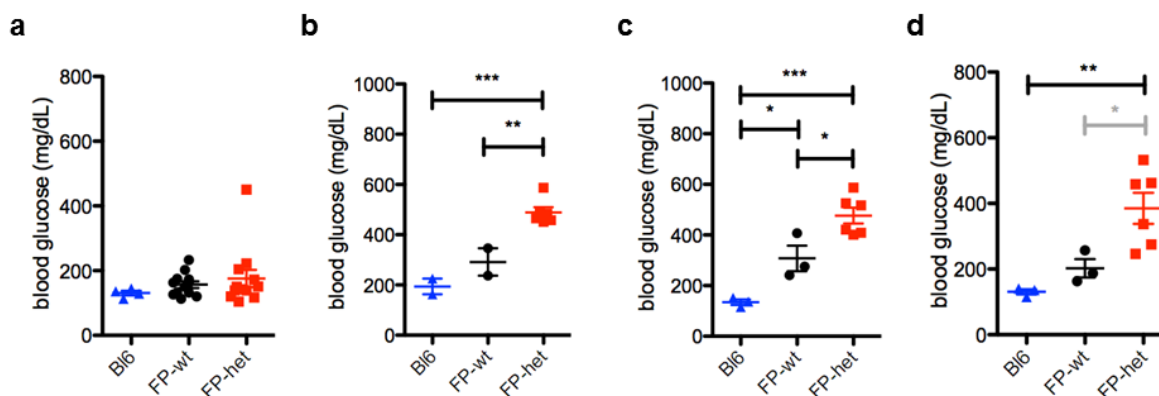 a
800
600
400
200
0
blood glucose (mg/dL)
Bl6
FP-wt
FP-het
b
1000
800
600
400
200
0
blood glucose (mg/dL)
***
**
Bl6
FP-wt
FP-het
c
1000
800
600
400
200
0
blood glucose (mg/dL)
***
*
*
Bl6
FP-wt
FP-het
d
800
600
400
200
0
blood glucose (mg/dL)
**
*
Bl6
FP-wt
FP-het